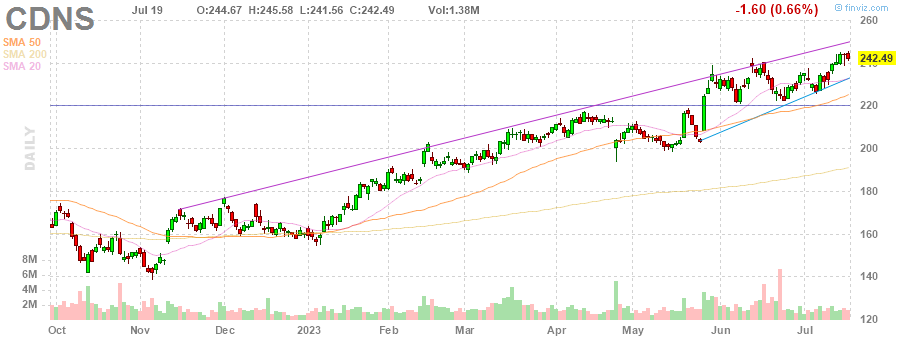 CDNS Jul 19 O:244.67 H:245.58 L:241.56 C:242.49 Vol:1.38M -1.60 (0.66%) © finviz.com
SMA 50
SMA 200
SMA 20
260
240
242.49
220
200
180
160
140
120
DAILY
8M
6M
4M
2M
Oct Nov Dec 2023 Feb Mar Apr May Jun Jul